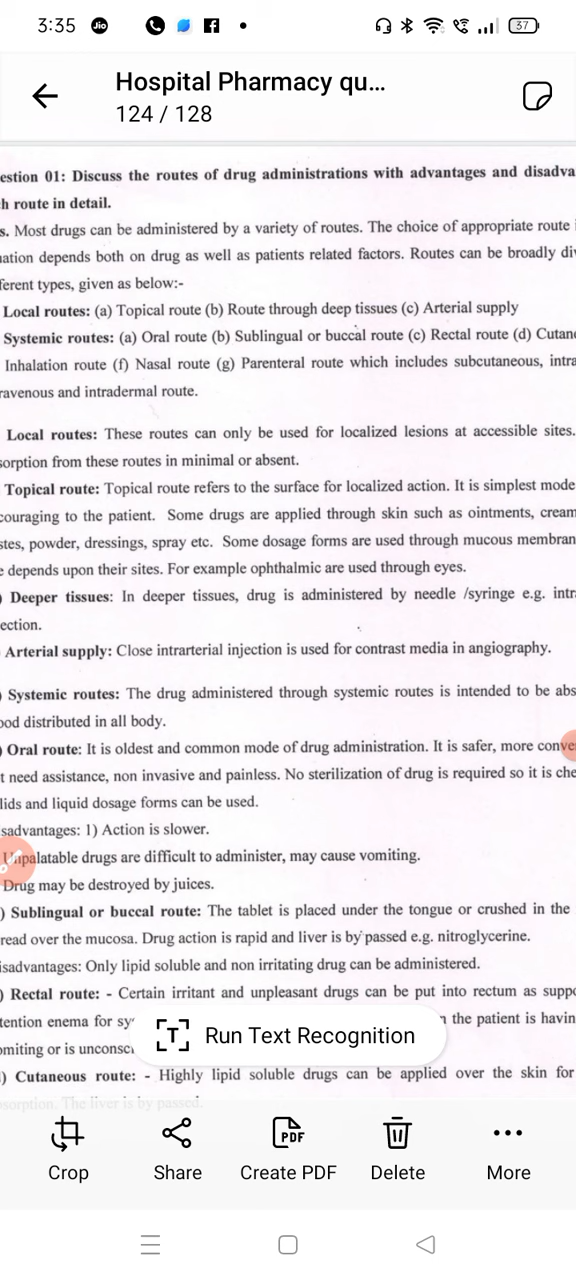 3:35 Jio 37
Hospital Pharmacy qu...
124 / 128
estion 01: Discuss the routes of drug administrations with advantages and disadva
h route in detail.
s. Most drugs can be administered by a variety of routes. The choice of appropriate route i
ation depends both on drug as well as patients related factors. Routes can be broadly di
ferent types, given as below:-
Local routes: (a) Topical route (b) Route through deep tissues (c) Arterial supply
Systemic routes: (a) Oral route (b) Sublingual or buccal route (c) Rectal route (d) Cutan
Inhalation route (f) Nasal route (g) Parenteral route which includes subcutaneous, intra
ravenous and intradermal route.
Local routes: These routes can only be used for localized lesions at accessible sites.
sorption from these routes in minimal or absent.
Topical route: Topical route refers to the surface for localized action. It is simplest mode
couraging to the patient. Some drugs are applied through skin such as ointments, cream
stes, powder, dressings, spray etc. Some dosage forms are used through mucous membran
e depends upon their sites. For example ophthalmic are used through eyes.
) Deeper tissues: In deeper tissues, drug is administered by needle /syringe e.g. intr
ection.
Arterial supply: Close intrarterial injection is used for contrast media in angiography.
) Systemic routes: The drug administered through systemic routes is intended to be abs
ood distributed in all body.
) Oral route: It is oldest and common mode of drug administration. It is safer, more conve
t need assistance, non invasive and painless. No sterilization of drug is required so it is che
lids and liquid dosage forms can be used.
sadvantages: 1) Action is slower.
Unpalatable drugs are difficult to administer, may cause vomiting.
Drug may be destroyed by juices.
) Sublingual or buccal route: The tablet is placed under the tongue or crushed in the
read over the mucosa. Drug action is rapid and liver is by passed e.g. nitroglycerine.
isadvantages: Only lipid soluble and non irritating drug can be administered.
) Rectal route: - Certain irritant and unpleasant drugs can be put into rectum as suppo
tention enema for sy the patient is havin
omiting or is unconsci
Run Text Recognition
l) Cutaneous route: - Highly lipid soluble drugs can be applied over the skin for
sorption. The liver is by passed.
Crop Share Create PDF Delete More